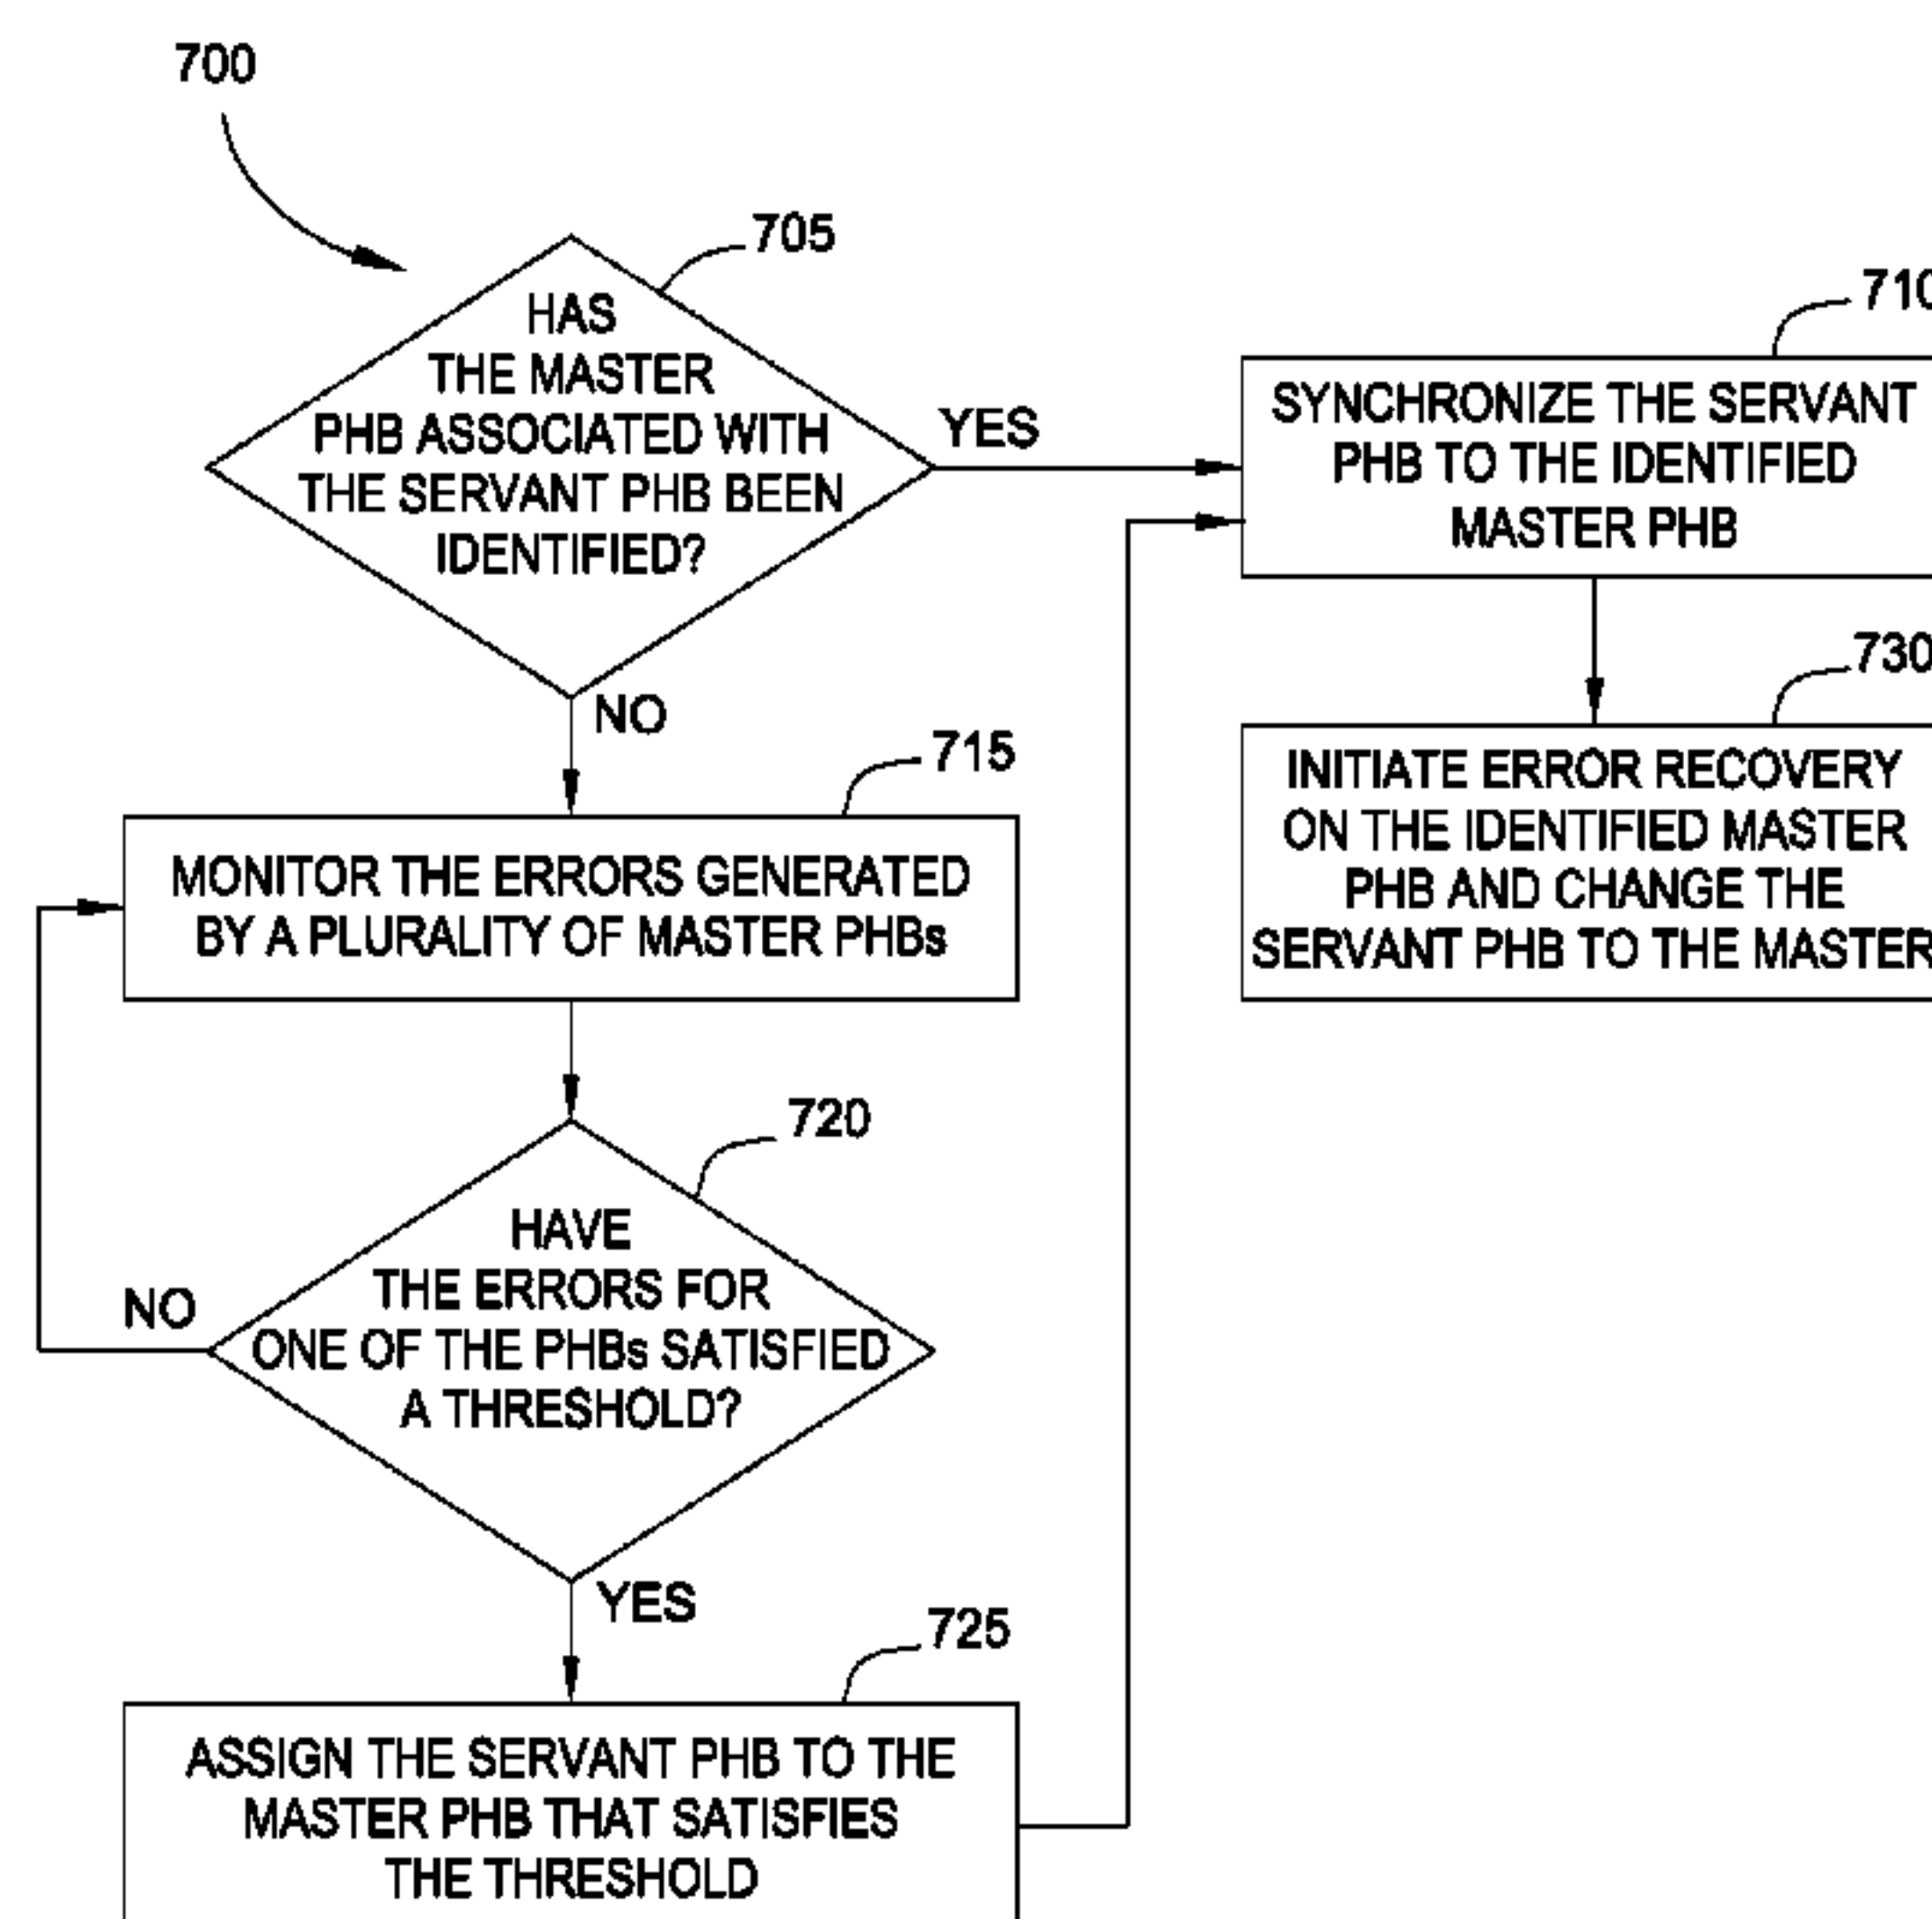 700
705
HAS
THE MASTER
PHB ASSOCIATED WITH
THE SERVANT PHB BEEN
IDENTIFIED?
YES
NO
710
SYNCHRONIZE THE SERVANT
PHB TO THE IDENTIFIED
MASTER PHB
730
INITIATE ERROR RECOVERY
ON THE IDENTIFIED MASTER
PHB AND CHANGE THE
SERVANT PHB TO THE MASTER
715
MONITOR THE ERRORS GENERATED
BY A PLURALITY OF MASTER PHBs
720
HAVE
THE ERRORS FOR
ONE OF THE PHBs SATISFIED
A THRESHOLD?
NO
YES
725
ASSIGN THE SERVANT PHB TO THE
MASTER PHB THAT SATISFIES
THE THRESHOLD